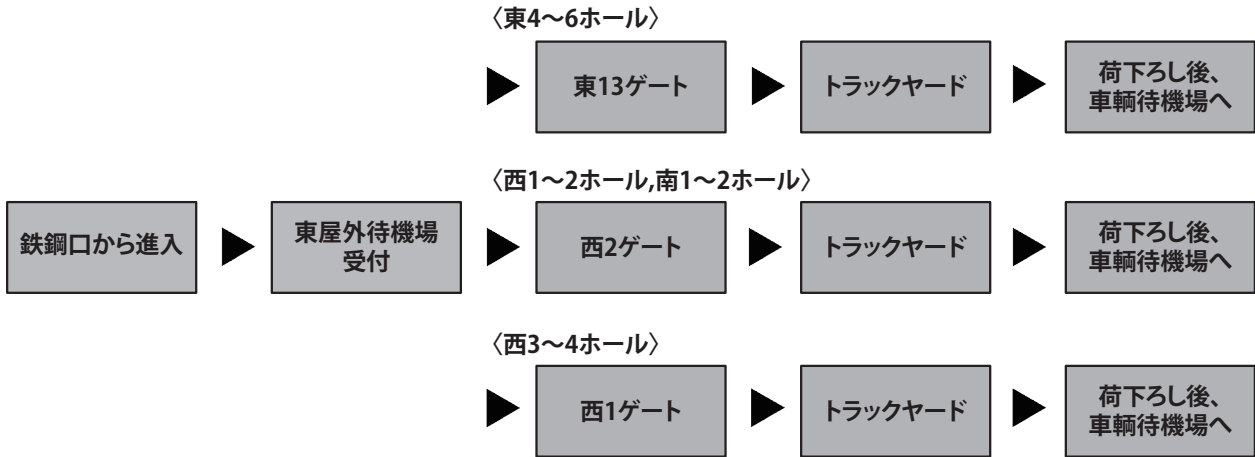 〈東4〜6ホール〉
東13ゲート
トラックヤード
荷下ろし後、
車輌待機場へ
〈西1〜2ホール,南1〜2ホール〉
鉄鋼口から進入
東屋外待機場
受付
西2ゲート
トラックヤード
荷下ろし後、
車輌待機場へ
〈西3〜4ホール〉
西1ゲート
トラックヤード
荷下ろし後、
車輌待機場へ